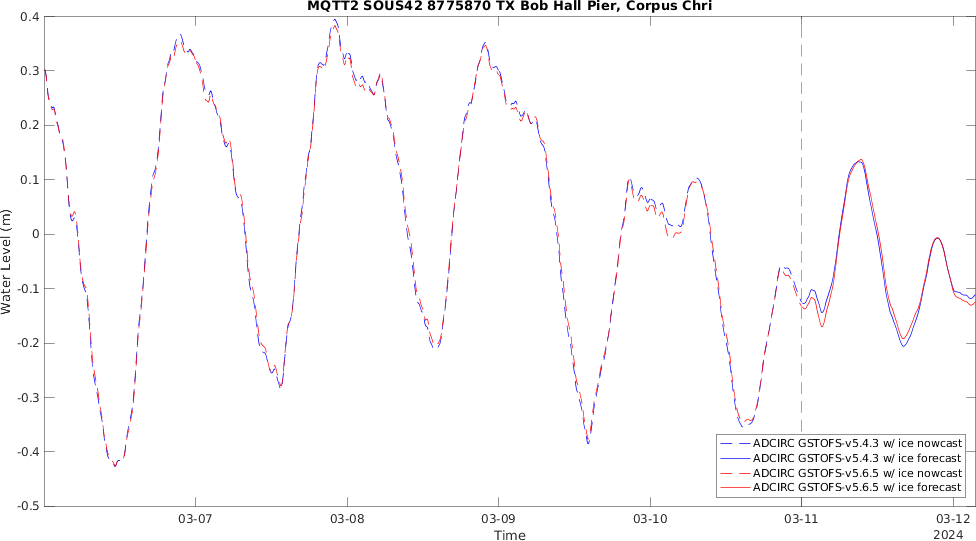 MQTT2 SOUS42 8775870 TX Bob Hall Pier, Corpus Chri
0.4
0.3
0.2
0.1
0
-0.1
-0.2
-0.3
-0.4
-0.5
Water Level (m)
ADCIRC GSTOFS-v5.4.3 w/ ice nowcast
ADCIRC GSTOFS-v5.4.3 w/ ice forecast
ADCIRC GSTOFS-v5.6.5 w/ ice nowcast
ADCIRC GSTOFS-v5.6.5 w/ ice forecast
03-07 03-08 03-09 03-10 03-11 03-12
Time
2024